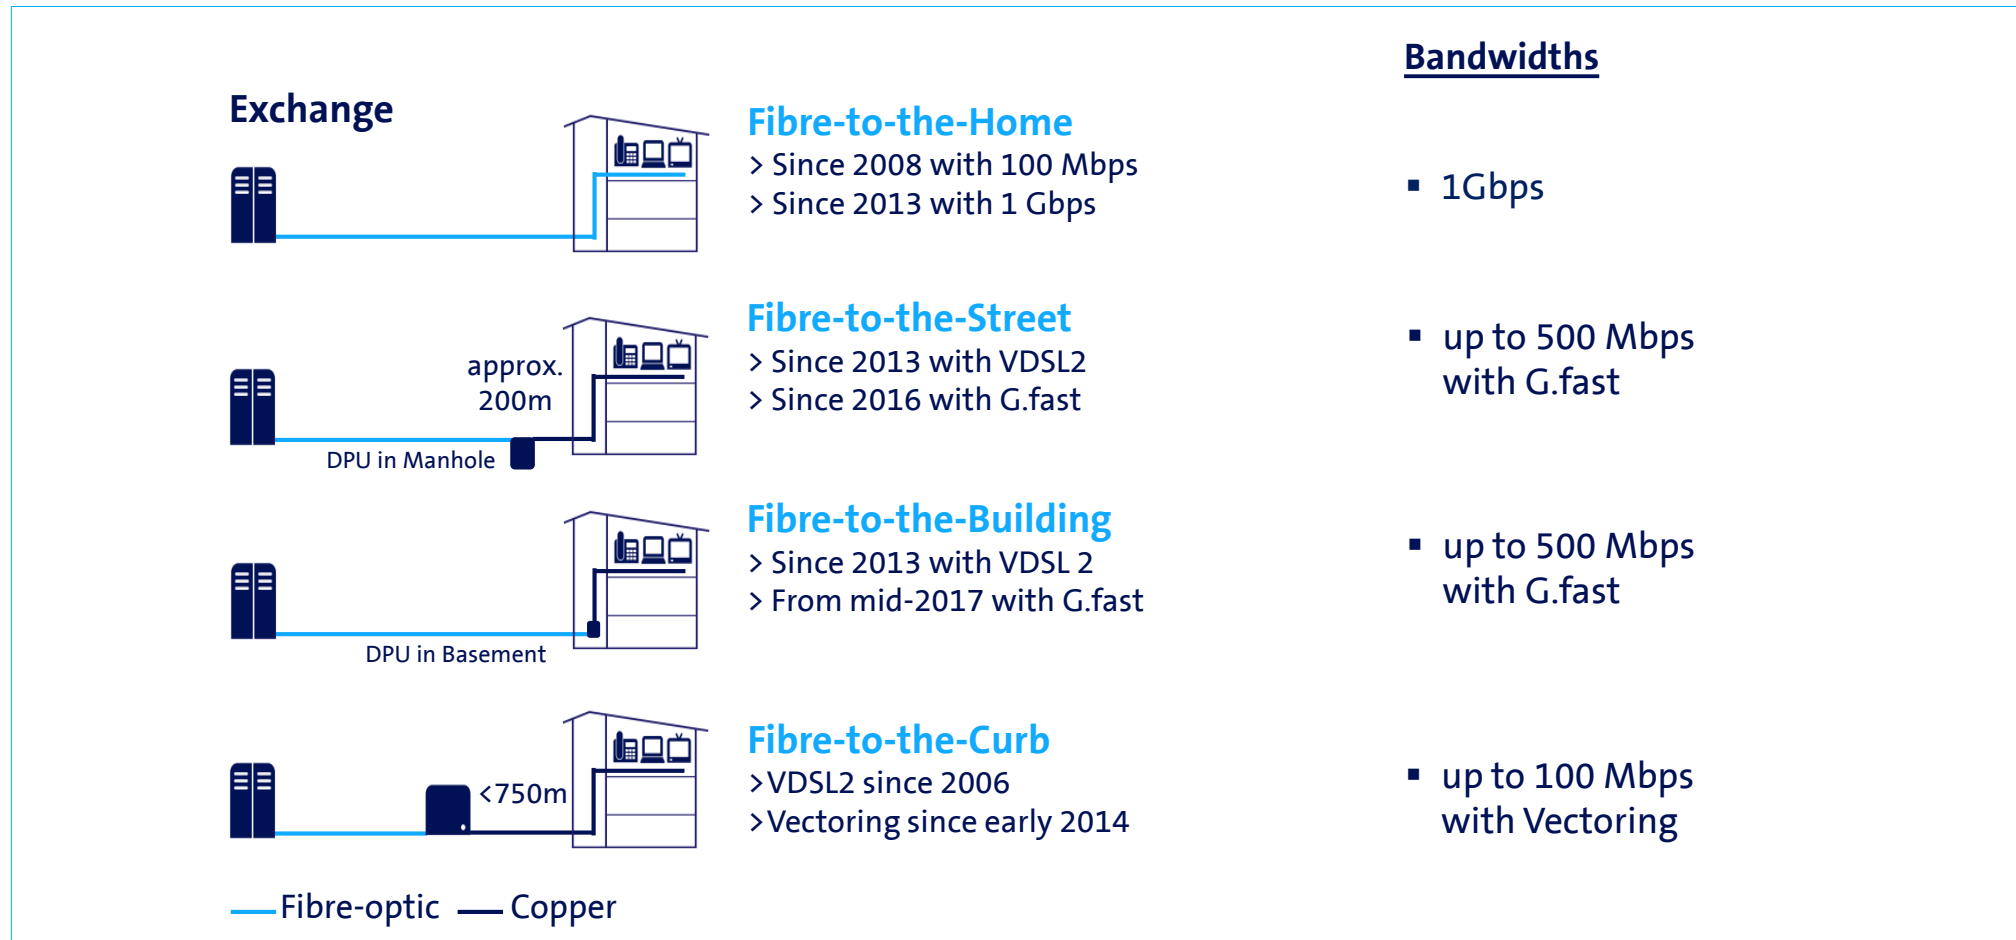 Bandwidths
Exchange
Fibre-to-the-Home
> Since 2008 with 100 Mbps
> Since 2013 with 1 Gbps
▪ 1Gbps
Fibre-to-the-Street
> Since 2013 with VDSL2
> Since 2016 with G.fast
approx.
200m
DPU in Manhole
▪ up to 500 Mbps
with G.fast
Fibre-to-the-Building
> Since 2013 with VDSL 2
> From mid-2017 with G.fast
DPU in Basement
▪ up to 500 Mbps
with G.fast
Fibre-to-the-Curb
>VDSL2 since 2006
>Vectoring since early 2014
<750m
▪ up to 100 Mbps
with Vectoring
Fibre-optic
Copper